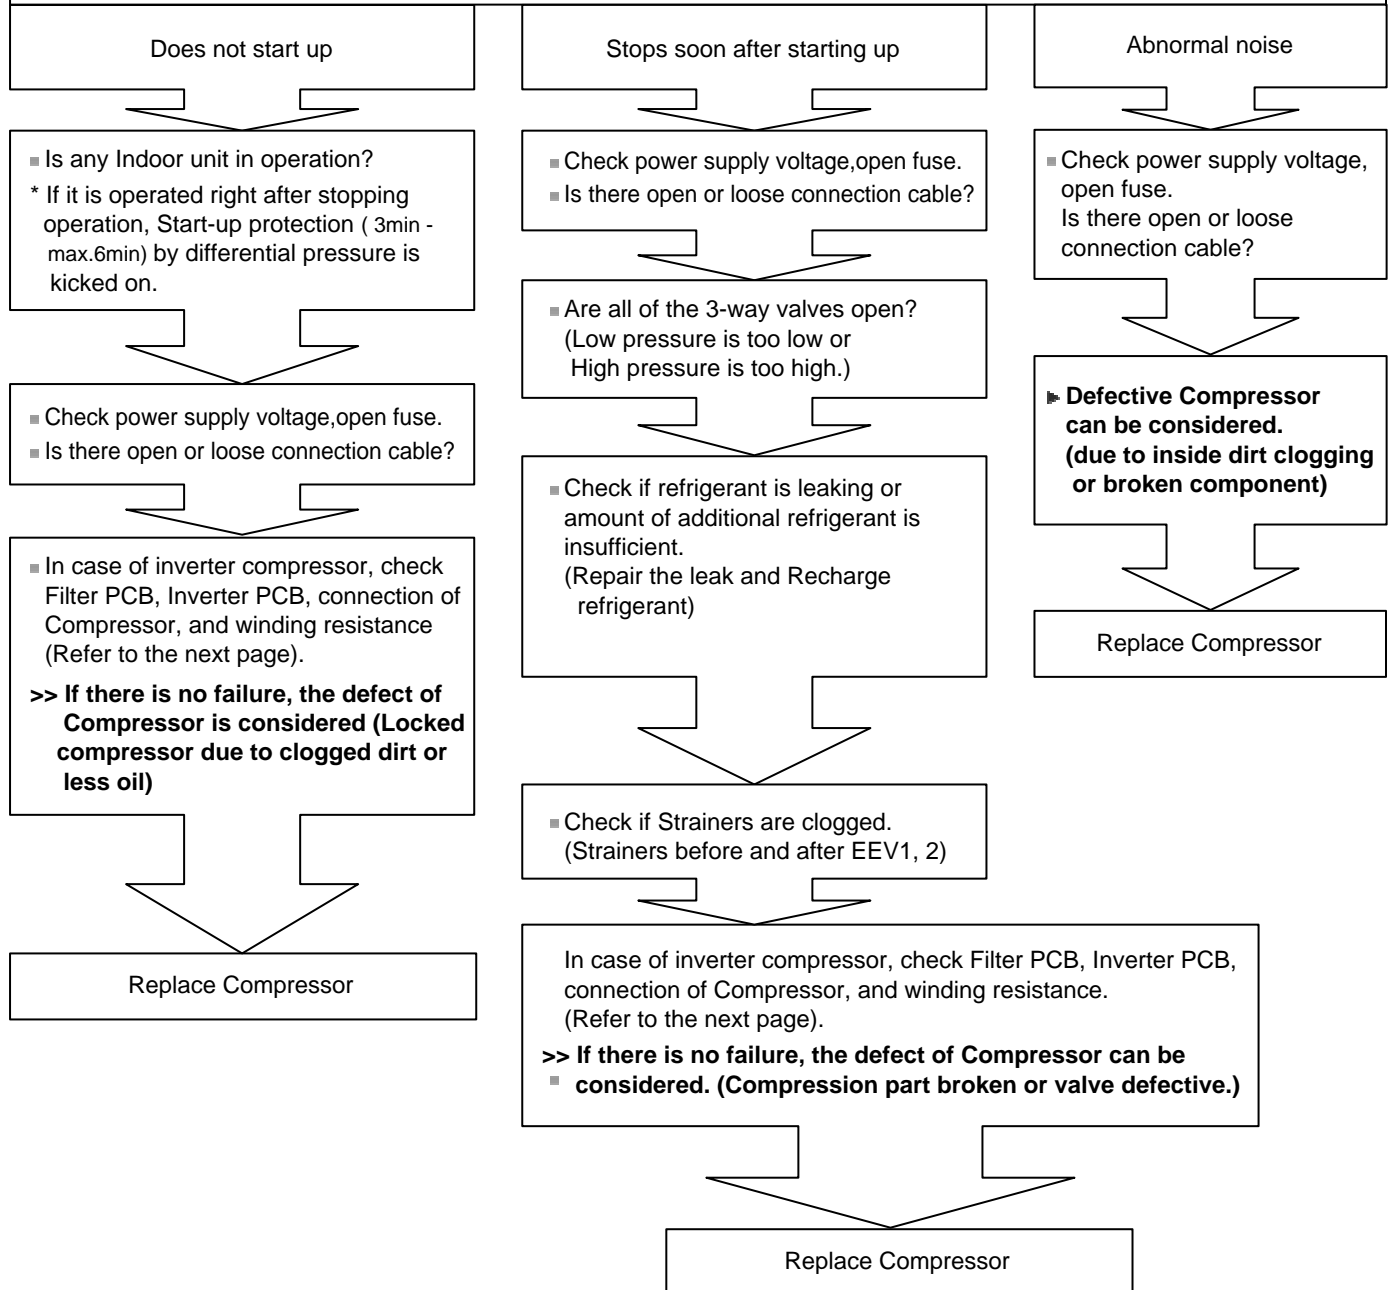 Does not start up
Is any Indoor unit in operation?
* If it is operated right after stopping
operation, Start-up protection ( 3min -
max.6min) by differential pressure is
kicked on.
Check power supply voltage,open fuse.
Is there open or loose connection cable?
In case of inverter compressor, check
Filter PCB, Inverter PCB, connection of
Compressor, and winding resistance
(Refer to the next page).
>> If there is no failure, the defect of
Compressor is considered (Locked
compressor due to clogged dirt or
less oil)
Replace Compressor
Stops soon after starting up
Check power supply voltage,open fuse.
Is there open or loose connection cable?
Are all of the 3-way valves open?
(Low pressure is too low or
High pressure is too high.)
Check if refrigerant is leaking or
amount of additional refrigerant is
insufficient.
(Repair the leak and Recharge
refrigerant)
Check if Strainers are clogged.
(Strainers before and after EEV1, 2)
In case of inverter compressor, check Filter PCB, Inverter PCB,
connection of Compressor, and winding resistance.
(Refer to the next page).
>> If there is no failure, the defect of Compressor can be
considered. (Compression part broken or valve defective.)
Replace Compressor
Abnormal noise
Check power supply voltage,
open fuse.
Is there open or loose
connection cable?
Defective Compressor
can be considered.
(due to inside dirt clogging
or broken component)
Replace Compressor